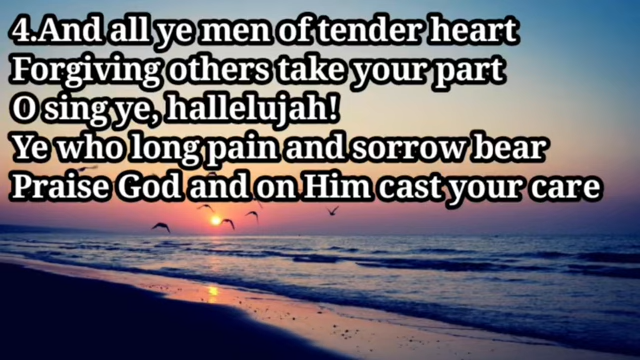 4.And all ye men of tender heart
Forgiving others take your part
O sing ye, hallelujah!
Ye who long pain and sorrow bear
Praise God and on Him cast your care